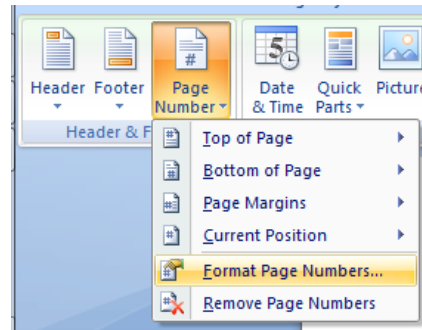 Header Footer Page Number Date & Time Quick Parts Picture
Header & F
Top of Page
Bottom of Page
Page Margins
Current Position
Format Page Numbers...
Remove Page Numbers